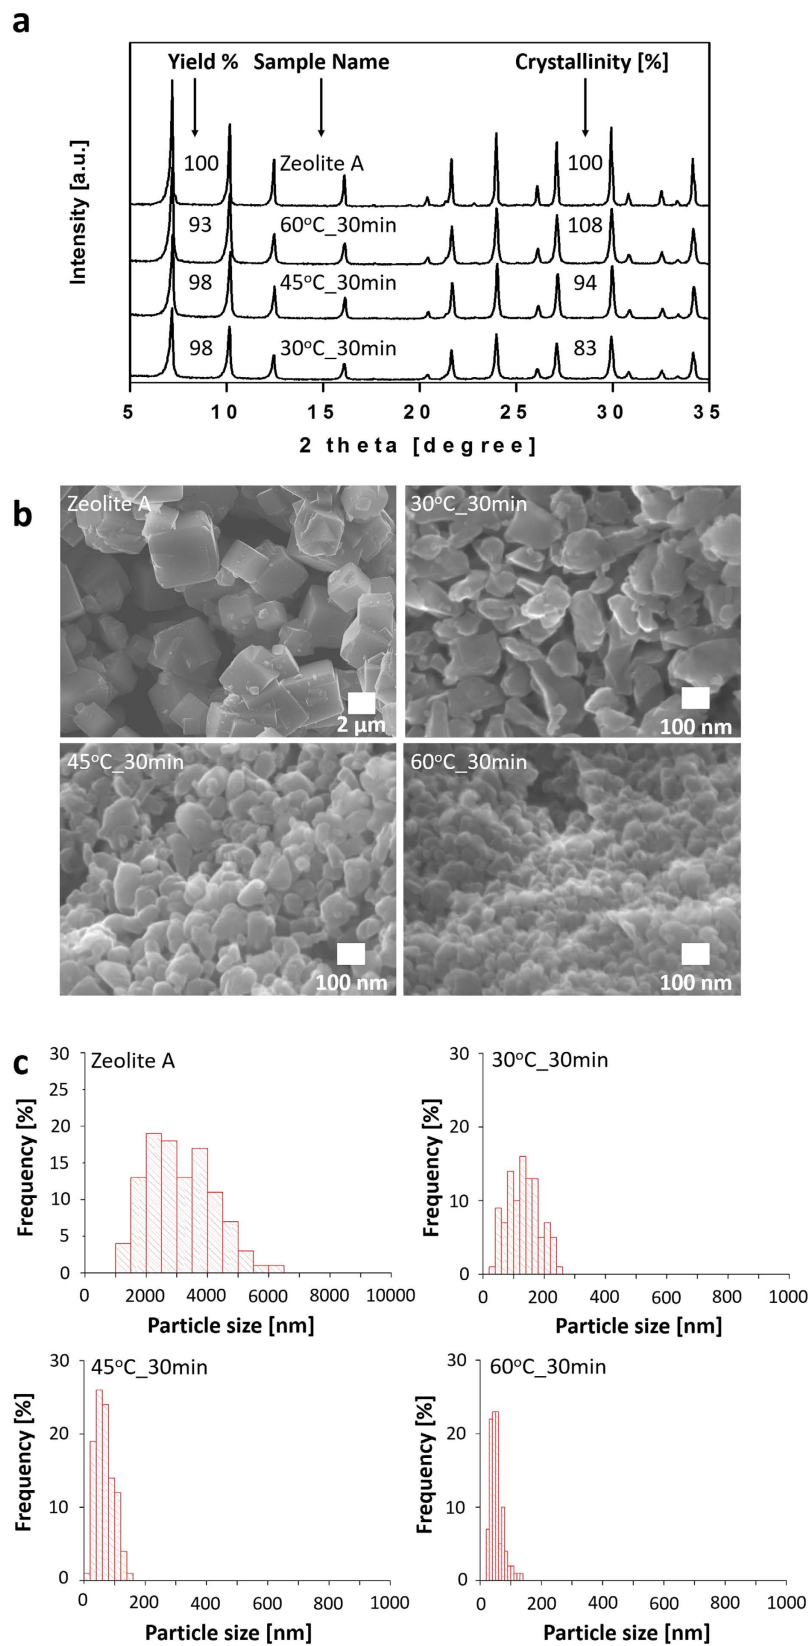 a
Yield % Sample Name Crystallinity [%]
100 Zeolite A 100
93 60°C_30min 108
98 45°C_30min 94
98 30°C_30min 83
Intensity [a.u.]
5 10 15 20 25 30 35
2 theta [degree]
b
Zeolite A
2 µm
30°C_30min
100 nm
45°C_30min
100 nm
60°C_30min
100 nm
c
Zeolite A
Frequency [%]
30
25
20
15
10
5
0
0 2000 4000 6000 8000 10000
Particle size [nm]
30°C_30min
Frequency [%]
30
20
10
0
0 200 400 600 800 1000
Particle size [nm]
45°C_30min
Frequency [%]
30
20
10
0
0 200 400 600 800 1000
Particle size [nm]
60°C_30min
Frequency [%]
30
20
10
0
0 200 400 600 800 1000
Particle size [nm]